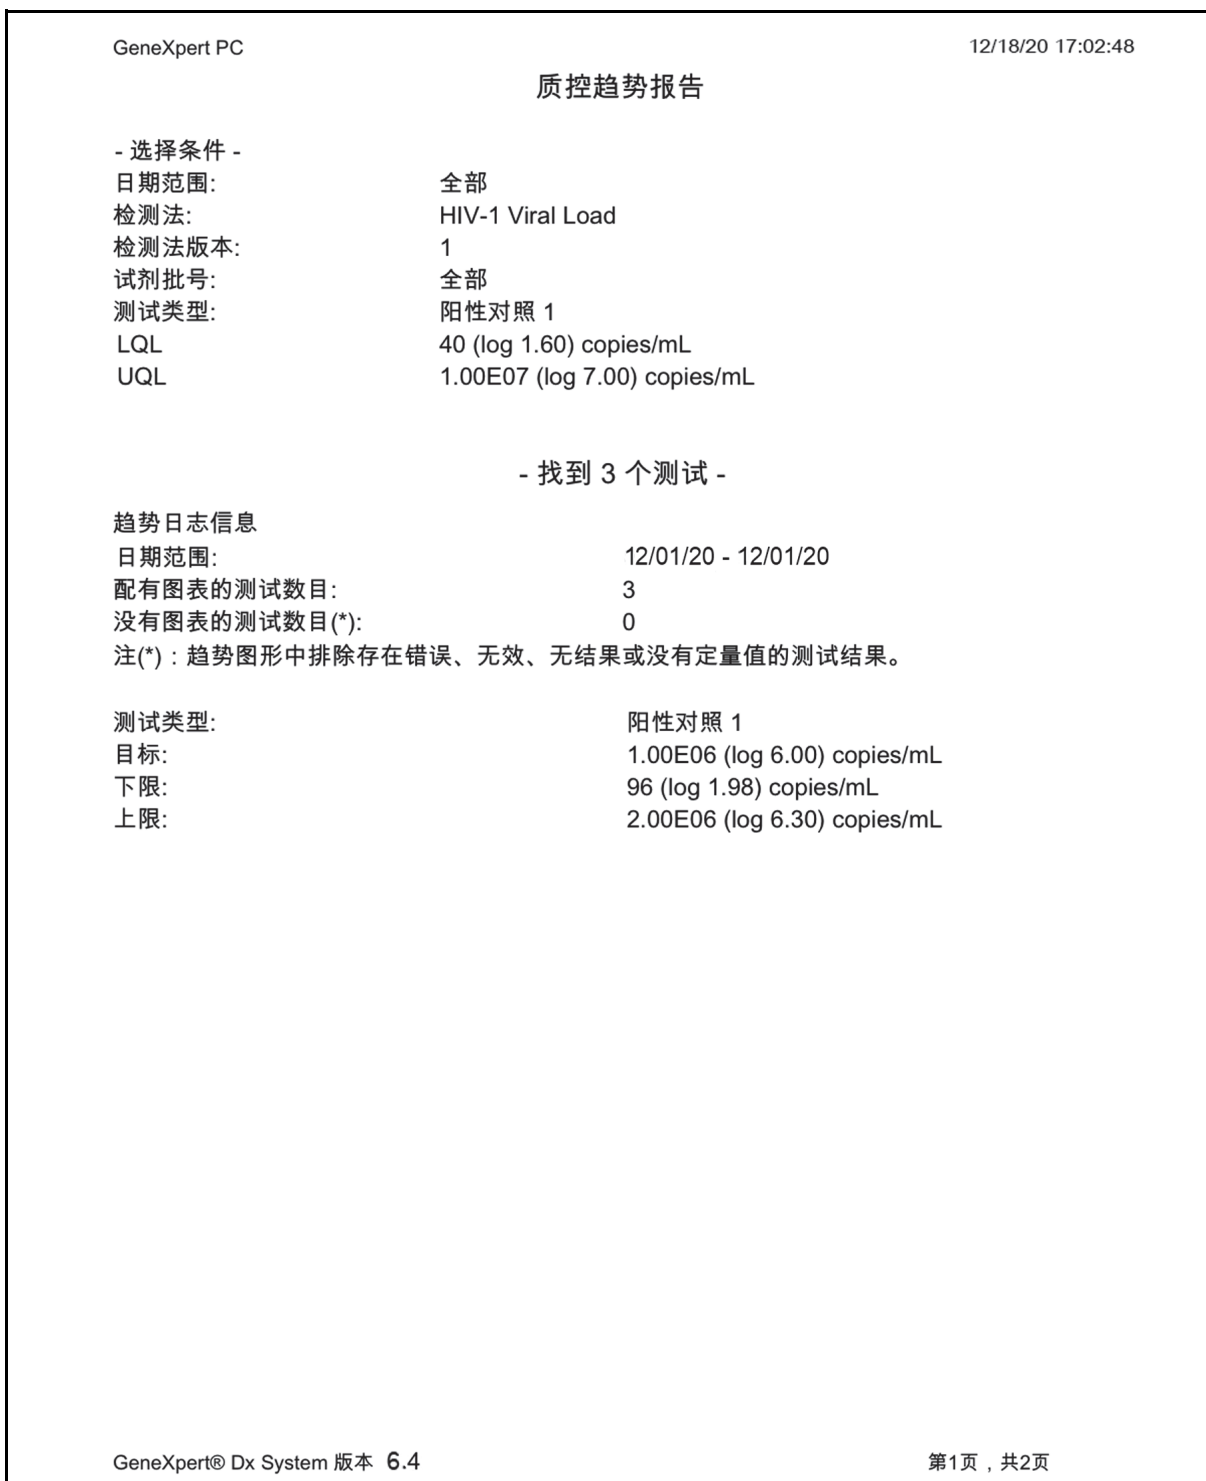 GeneXpert PC 12/18/20 17:02:48
质控趋势报告
- 选择条件 -
日期范围: 全部
检测法: HIV-1 Viral Load
检测法版本: 1
试剂批号: 全部
测试类型: 阳性对照 1
LQL 40 (log 1.60) copies/mL
UQL 1.00E07 (log 7.00) copies/mL
- 找到 3 个测试 -
趋势日志信息
日期范围: 12/01/20 - 12/01/20
配有图表的测试数目: 3
没有图表的测试数目(*): 0
注(*)：趋势图形中排除存在错误、无效、无结果或没有定量值的测试结果。
测试类型: 阳性对照 1
目标: 1.00E06 (log 6.00) copies/mL
下限: 96 (log 1.98) copies/mL
上限: 2.00E06 (log 6.30) copies/mL
GeneXpert® Dx System 版本 6.4 第1页，共2页